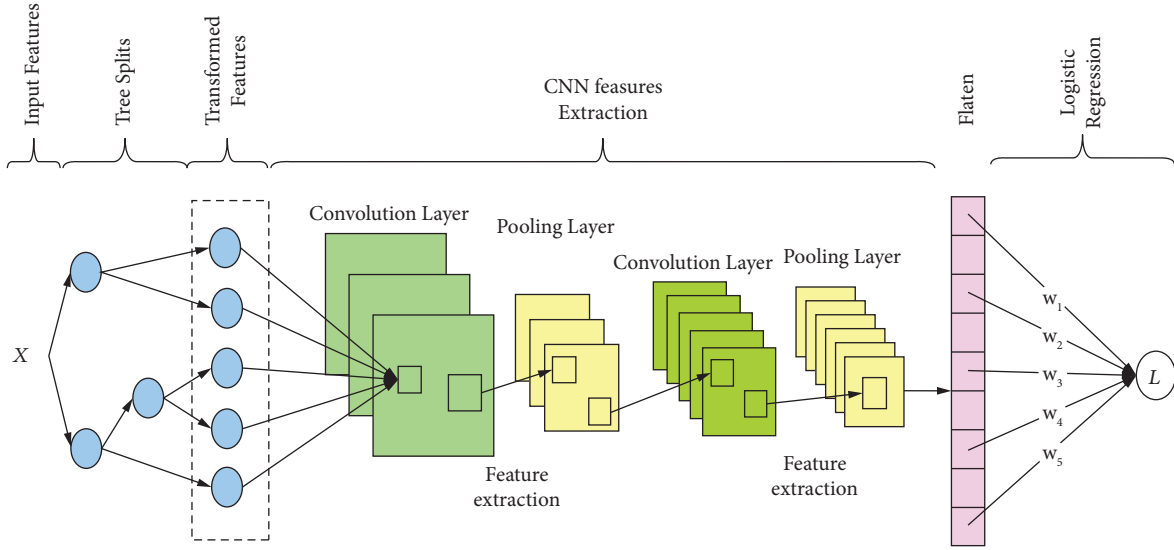 Input Features
Tree Splits
Transformed
Features
CNN feasures
Extraction
Flaten
Logistic
Regression
Convolution Layer
Pooling Layer
Convolution Layer
Pooling Layer
X
w1
w2
w3
w4
w5
L
Feature
extraction
Feature
extraction